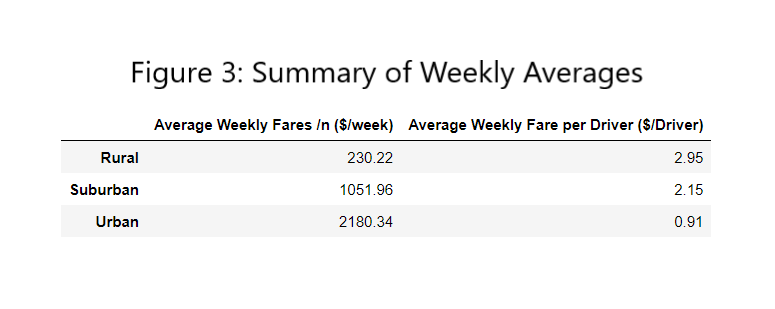 Figure 3: Summary of Weekly Averages
Average Weekly Fares /n ($/week) Average Weekly Fare per Driver ($/Driver)
Rural 230.22 2.95
Suburban 1051.96 2.15
Urban 2180.34 0.91